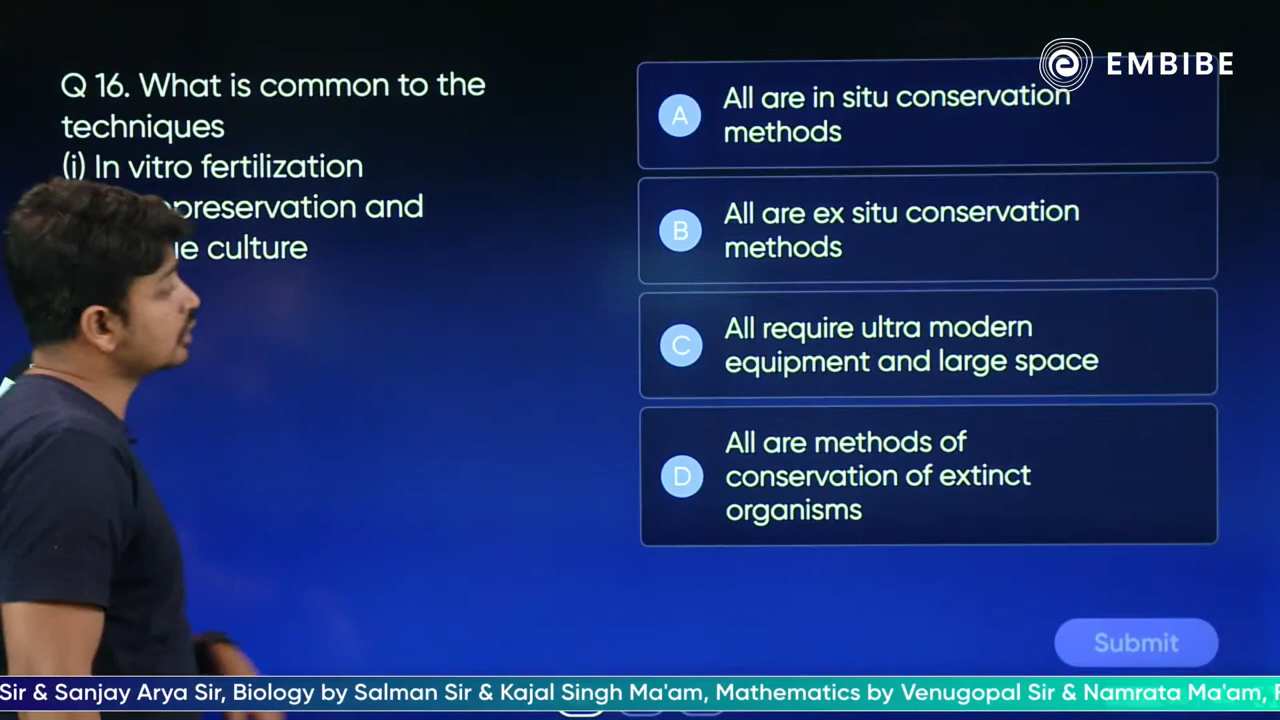 EMBIBE
Q 16. What is common to the
techniques
(i) In vitro fertilization
and
culture
A
All are in situ conservation
methods
B
All are ex situ conservation
methods
C
All require ultra modern
equipment and large space
D
All are methods of
conservation of extinct
organisms
Submit
Sir & Sanjay Arya Sir, Biology by Salman Sir & Kajal Singh Ma'am, Mathematics by Venugopal Sir & Namrata Ma'am,